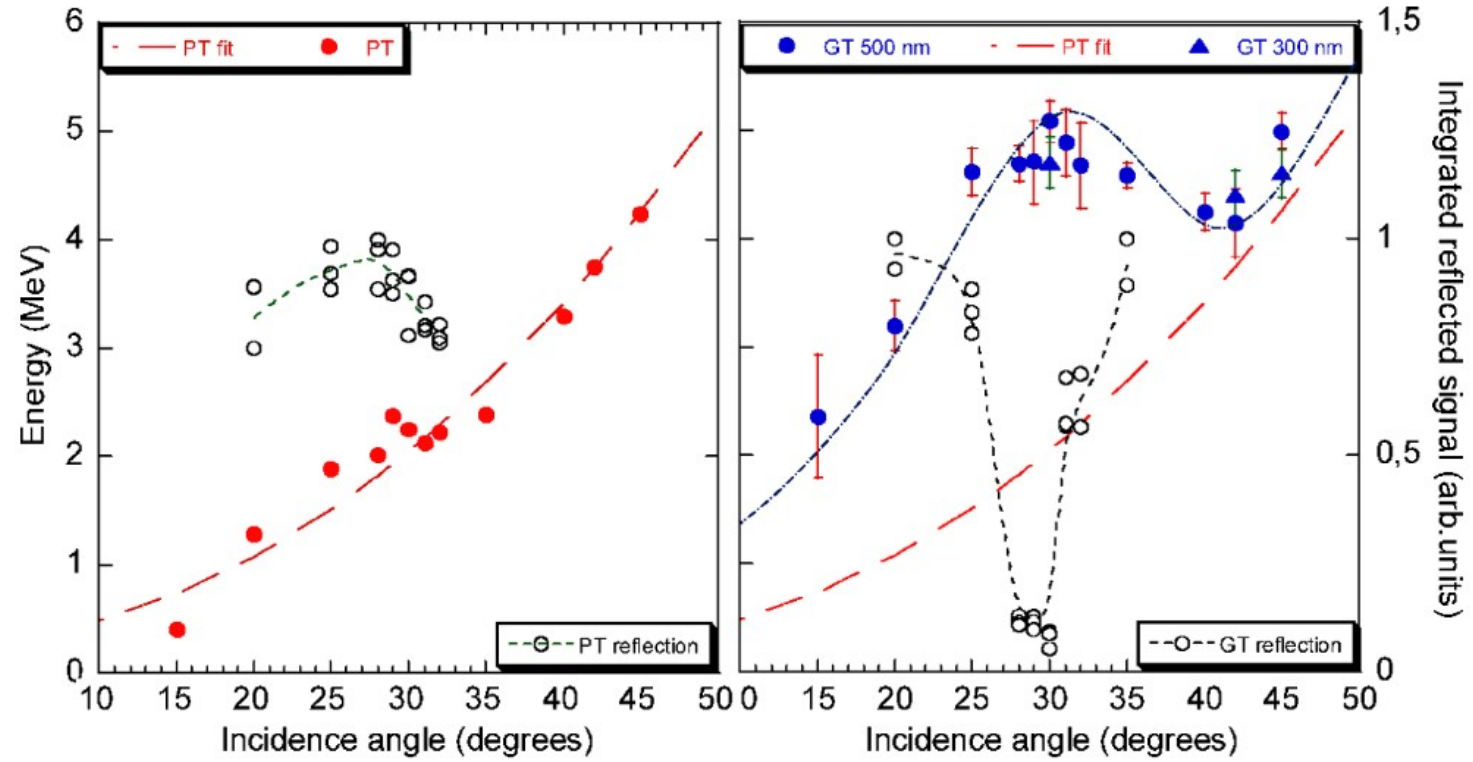 6
5
4
3
2
1
0
Energy (MeV)
PT fit
PT
PT reflection
10 15 20 25 30 35 40 45 50
Incidence angle (degrees)
GT 500 nm
PT fit
GT 300 nm
GT reflection
0 15 20 25 30 35 40 45 50
Incidence angle (degrees)
1,5
1
0,5
0
Integrated reflected signal (arb.units)